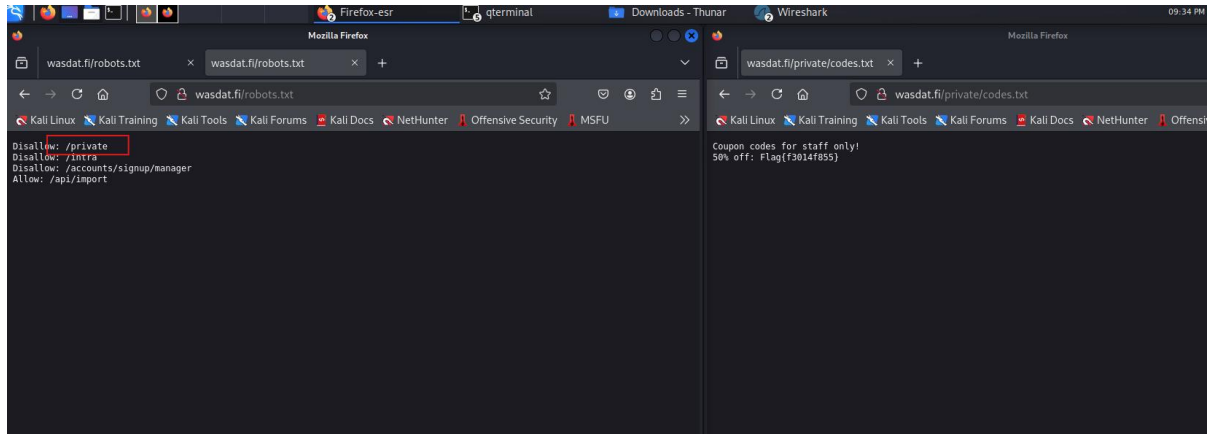 Firefox-esr
qterminal
Downloads - Thunar
Wireshark
09:34 PM
Mozilla Firefox
wasdat.fi/robots.txt
wasdat.fi/robots.txt
wasdat.fi/robots.txt
Kali Linux Kali Training Kali Tools Kali Forums Kali Docs NetHunter Offensive Security MSFU
Disallow: /private
Disallow: /intra
Disallow: /accounts/signup/manager
Allow: /api/import
Mozilla Firefox
wasdat.fi/private/codes.txt
wasdat.fi/private/codes.txt
Kali Linux Kali Training Kali Tools Kali Forums Kali Docs NetHunter Offensi
Coupon codes for staff only!
50% off: Flag{f3014f855}